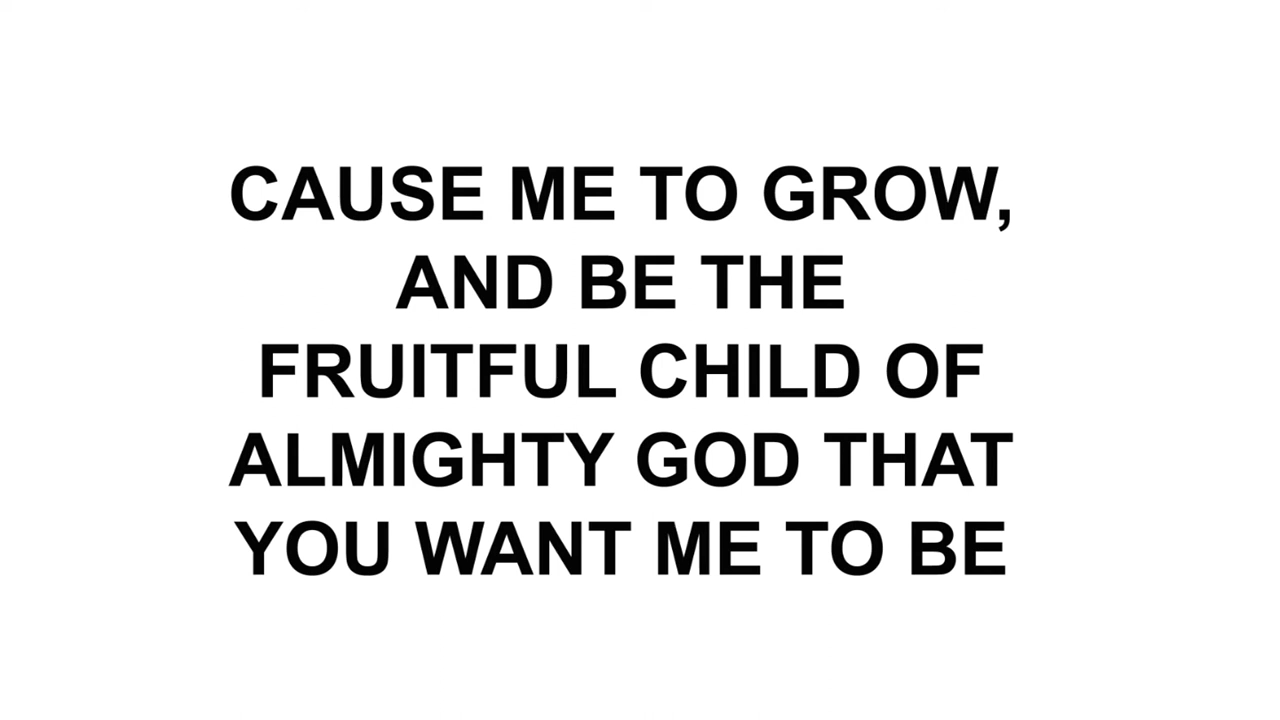 CAUSE ME TO GROW,
AND BE THE
FRUITFUL CHILD OF
ALMIGHTY GOD THAT
YOU WANT ME TO BE